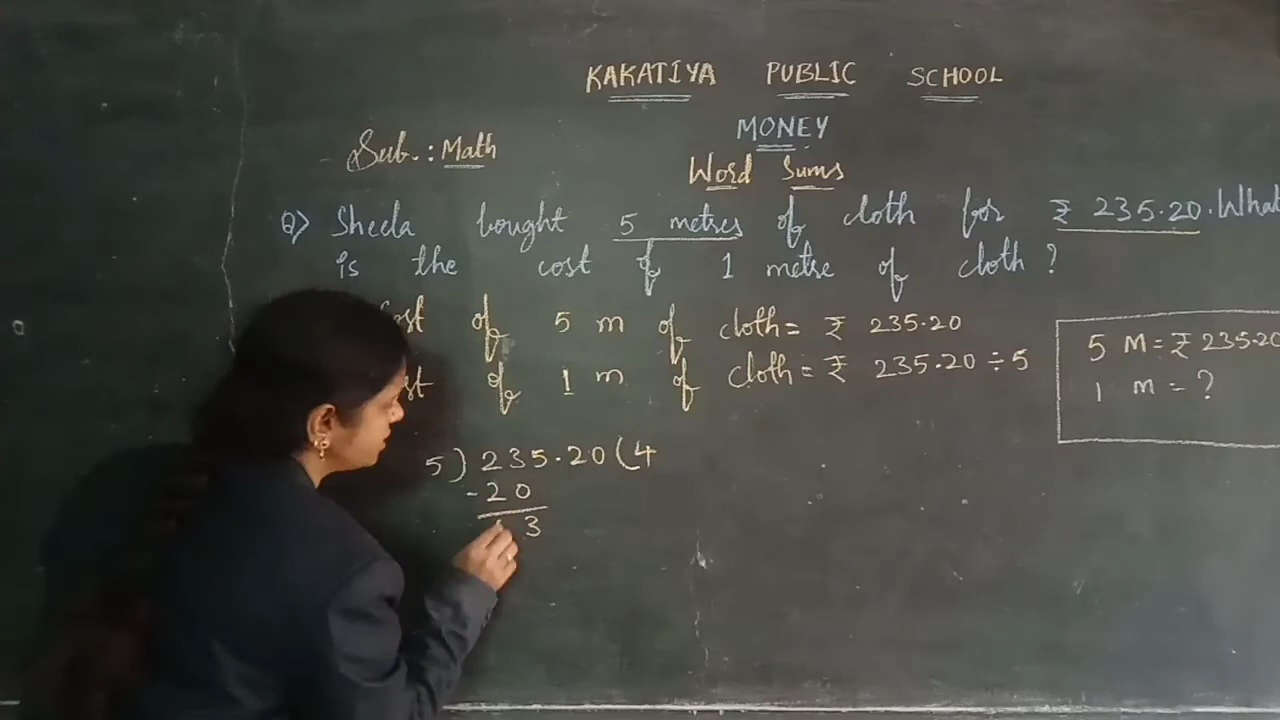 KAKATIYA PUBLIC SCHOOL
MONEY
Sub.: Math
Word Sums
Q) Sheela bought 5 metres of cloth for ₹ 235.20. What
is the cost of 1 metre of cloth ?
of 5 m of cloth = ₹ 235.20
of 1 m of cloth = ₹ 235.20 ÷ 5
5 M = ₹ 235.20
1 m = ?
5) 235.20 (4
-20
3